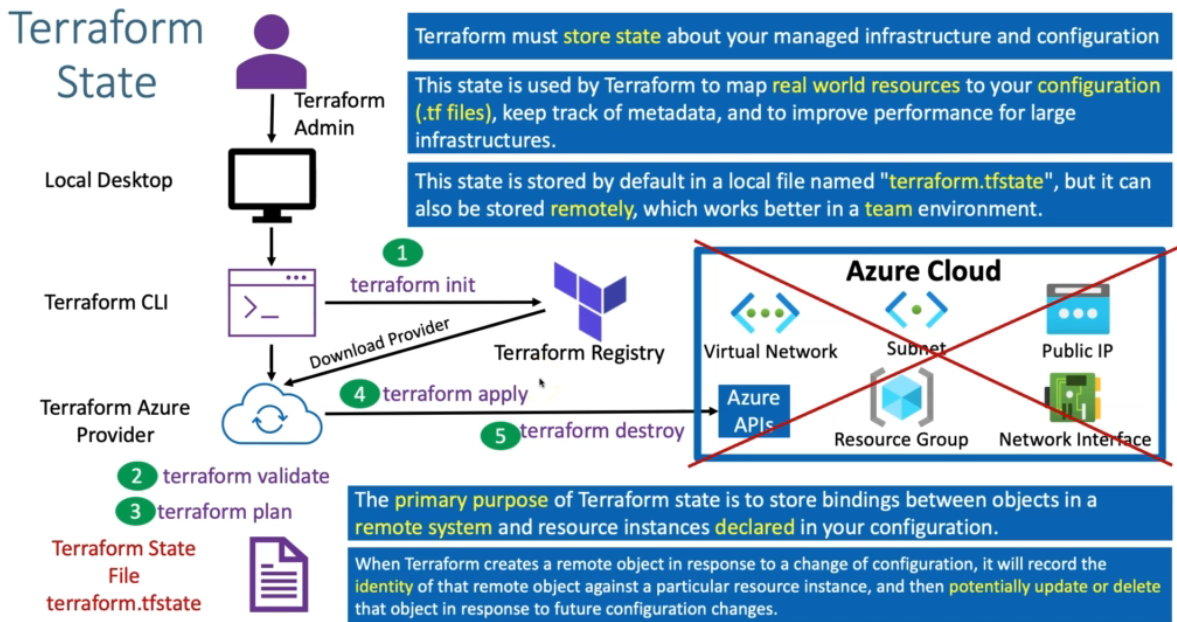 Terraform
State
Terraform
Admin
Local Desktop
Terraform CLI
Terraform Azure
Provider
Terraform must store state about your managed infrastructure and configuration
This state is used by Terraform to map real world resources to your configuration
(.tf files), keep track of metadata, and to improve performance for large
infrastructures.
This state is stored by default in a local file named "terraform.tfstate", but it can
also be stored remotely, which works better in a team environment.
1
terraform init
Download Provider
Terraform Registry
4 terraform apply
5 terraform destroy
Azure Cloud
Virtual Network
Subnet
Public IP
Azure
APIs
Resource Group
Network Interface
2 terraform validate
3 terraform plan
Terraform State
File
terraform.tfstate
The primary purpose of Terraform state is to store bindings between objects in a
remote system and resource instances declared in your configuration.
When Terraform creates a remote object in response to a change of configuration, it will record the
identity of that remote object against a particular resource instance, and then potentially update or delete
that object in response to future configuration changes.